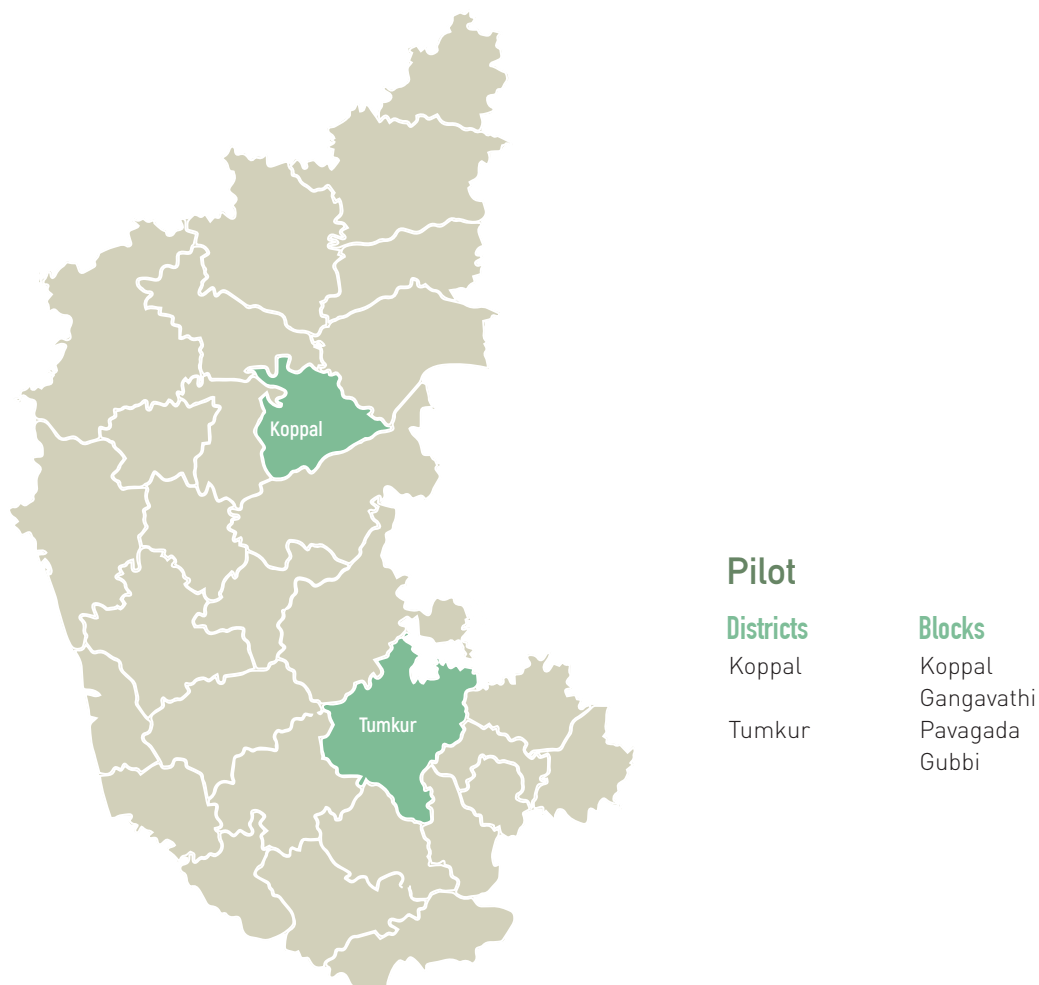 Koppal
Tumkur
Pilot
Districts Blocks
Koppal Koppal
Gangavathi
Tumkur Pavagada
Gubbi